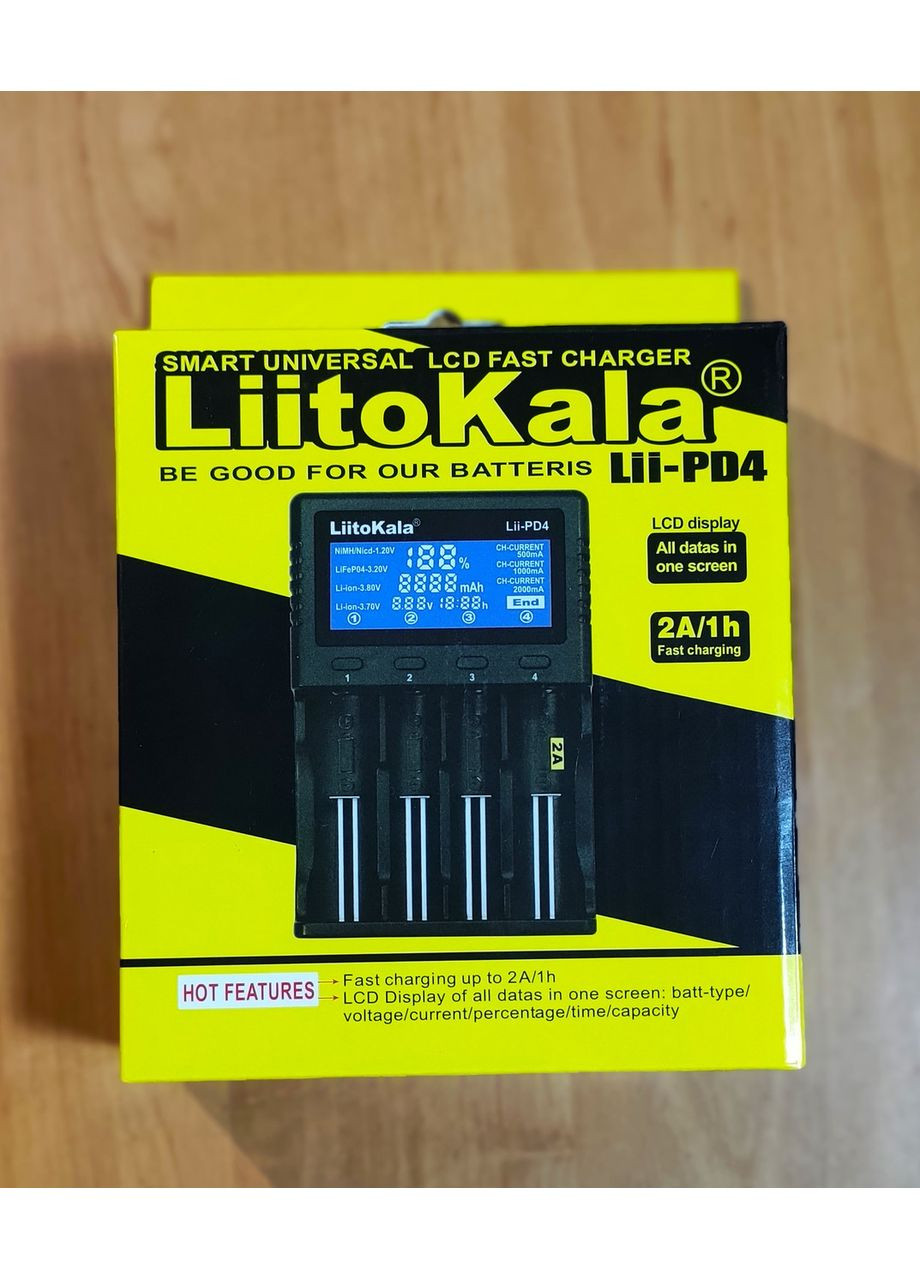 SMART UNIVERSAL LCD FAST CHARGER
LiitoKala®
BE GOOD FOR OUR BATTERIS Lii-PD4
LiitoKala® Lii-PD4
NiMH/Nicd-1.20V
LiFeP04-3.20V
Li-ion-3.80V
Li-ion-3.70V
188%
8888mAh
8.88V 18:88h
CH-CURRENT
500mA
CH-CURRENT
1000mA
CH-CURRENT
2000mA
End
① ② ③ ④
1 2 3 4
2A
LCD display
All datas in
one screen
2A/1h
Fast charging
HOT FEATURES
Fast charging up to 2A/1h
LCD Display of all datas in one screen: batt-type/
voltage/current/percentage/time/capacity